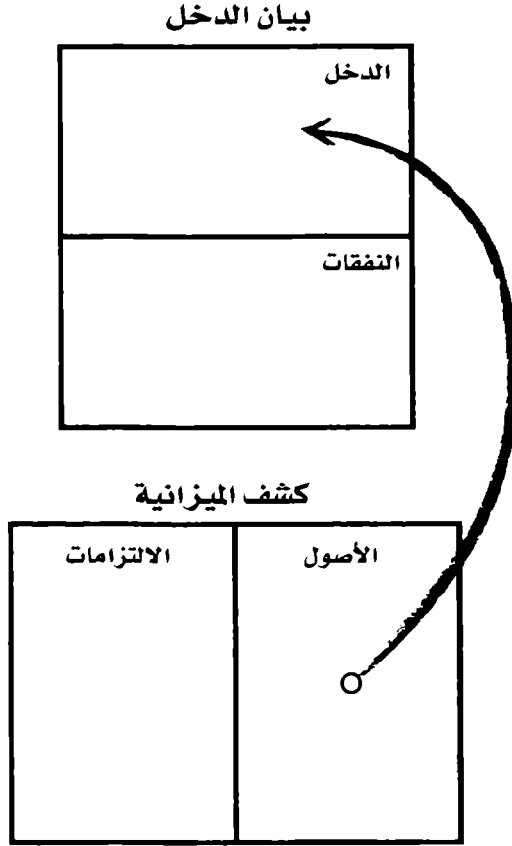 بيان الدخل
الدخل
النفقات
كشف الميزانية
الأصول
الالتزامات